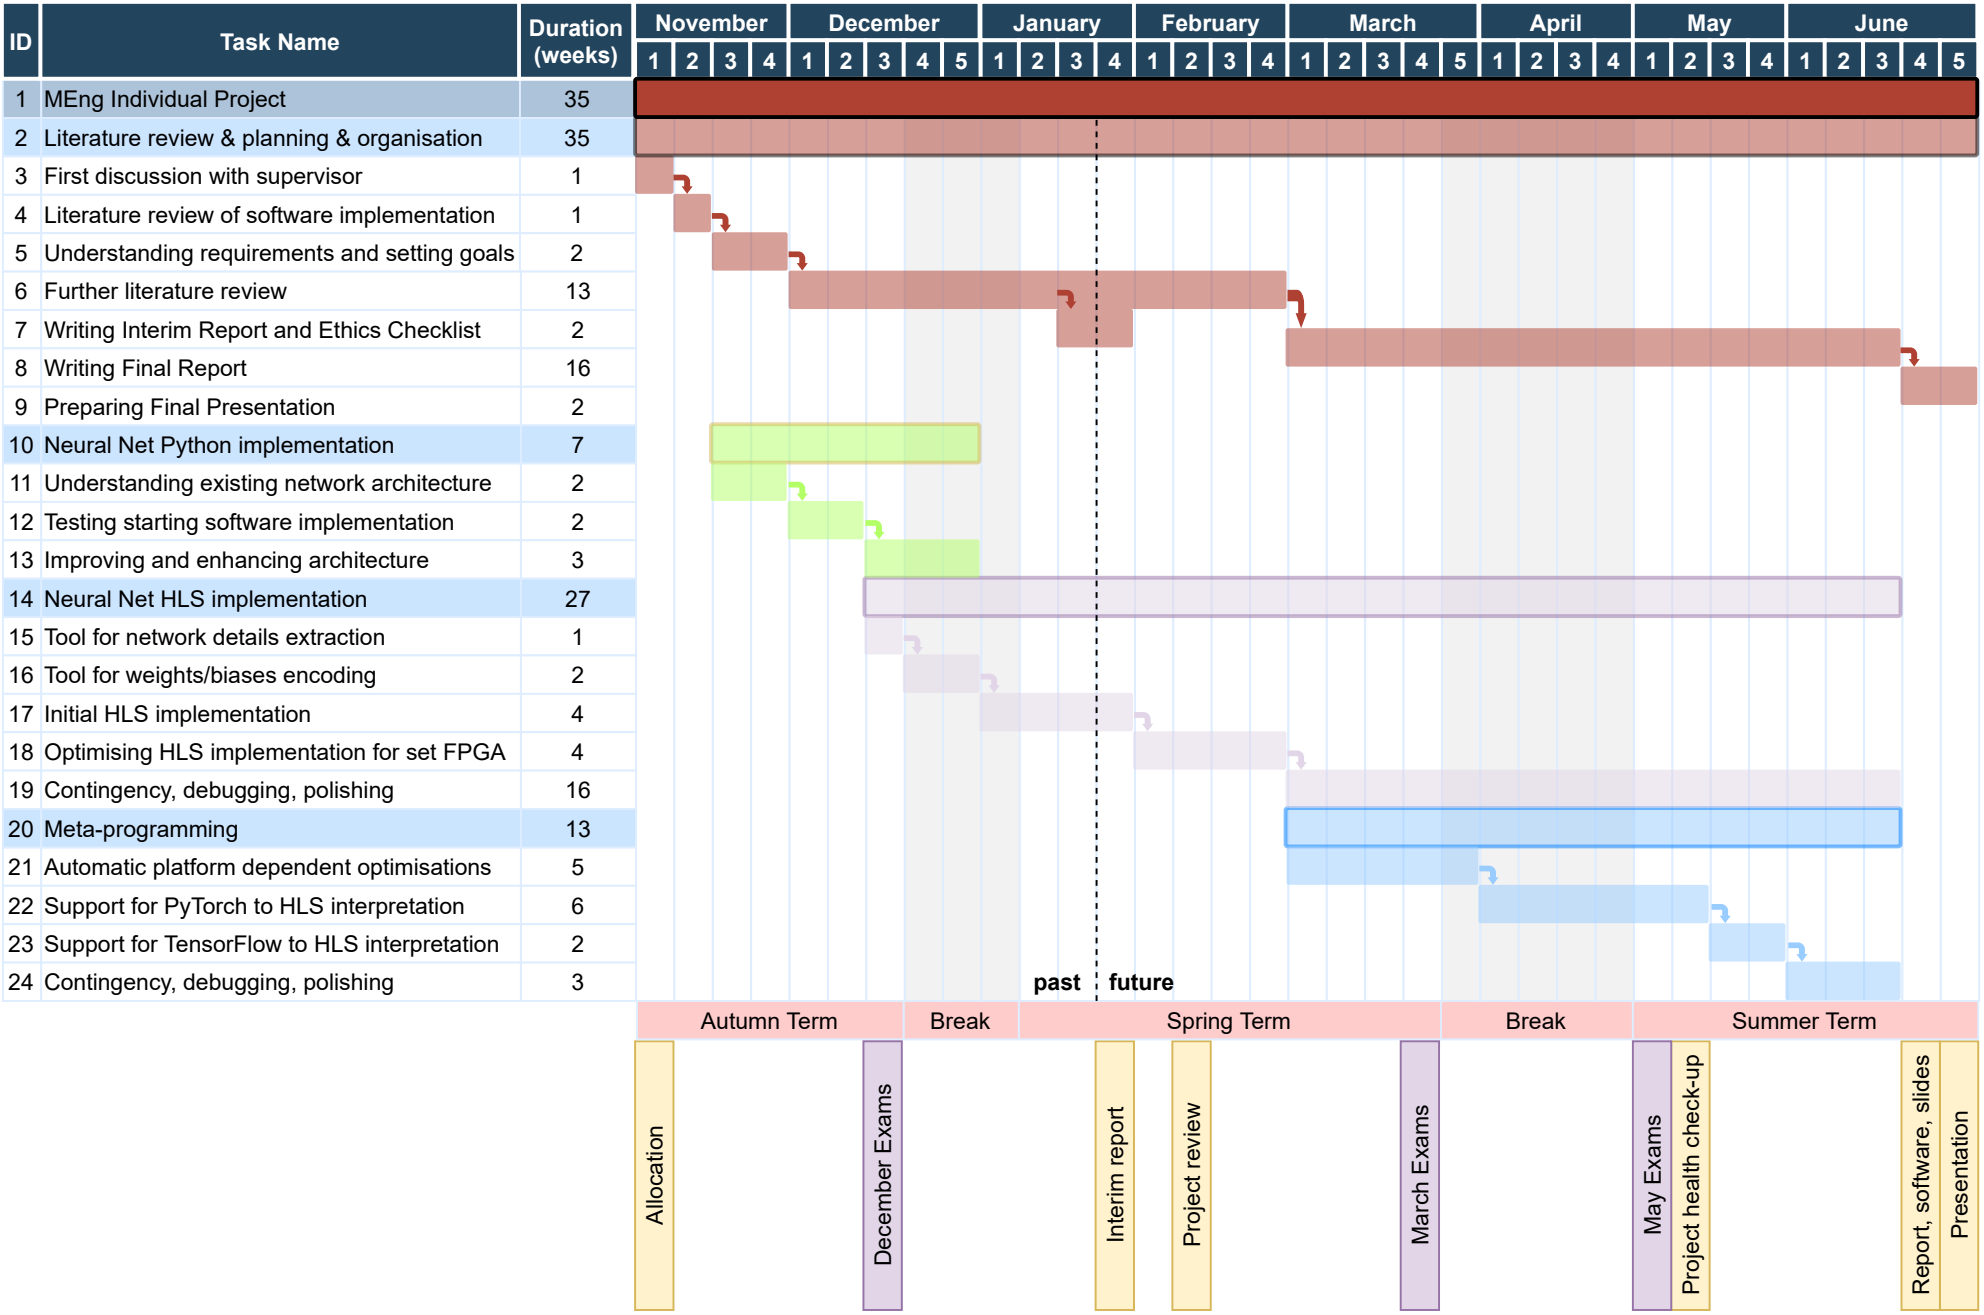 ID Task Name Duration (weeks) November December January February March April May June
1 2 3 4 1 2 3 4 5 1 2 3 4 1 2 3 4 1 2 3 4 5 1 2 3 4 1 2 3 4 1 2 3 4 5
1 MEng Individual Project 35
2 Literature review & planning & organisation 35
3 First discussion with supervisor 1
4 Literature review of software implementation 1
5 Understanding requirements and setting goals 2
6 Further literature review 13
7 Writing Interim Report and Ethics Checklist 2
8 Writing Final Report 16
9 Preparing Final Presentation 2
10 Neural Net Python implementation 7
11 Understanding existing network architecture 2
12 Testing starting software implementation 2
13 Improving and enhancing architecture 3
14 Neural Net HLS implementation 27
15 Tool for network details extraction 1
16 Tool for weights/biases encoding 2
17 Initial HLS implementation 4
18 Optimising HLS implementation for set FPGA 4
19 Contingency, debugging, polishing 16
20 Meta-programming 13
21 Automatic platform dependent optimisations 5
22 Support for PyTorch to HLS interpretation 6
23 Support for TensorFlow to HLS interpretation 2
24 Contingency, debugging, polishing 3
past future
Autumn Term Break Spring Term Break Summer Term
Allocation
December Exams
Interim report
Project review
March Exams
May Exams
Project health check-up
Report, software, slides
Presentation